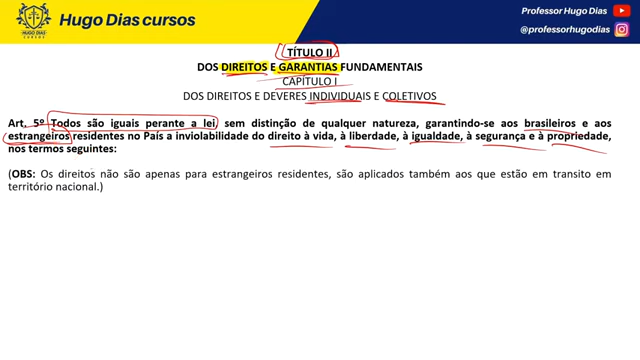 Hugo Dias cursos
Professor Hugo Dias
@professorhugodias
HUGO DIAS
CURSOS
TÍTULO II
DOS DIREITOS E GARANTIAS FUNDAMENTAIS
CAPÍTULO I
DOS DIREITOS E DEVERES INDIVIDUAIS E COLETIVOS
Art. 5º Todos são iguais perante a lei, sem distinção de qualquer natureza, garantindo-se aos brasileiros e aos
estrangeiros residentes no País a inviolabilidade do direito à vida, à liberdade, à igualdade, à segurança e à propriedade,
nos termos seguintes:
(OBS: Os direitos não são apenas para estrangeiros residentes, são aplicados também aos que estão em transito em
território nacional.)